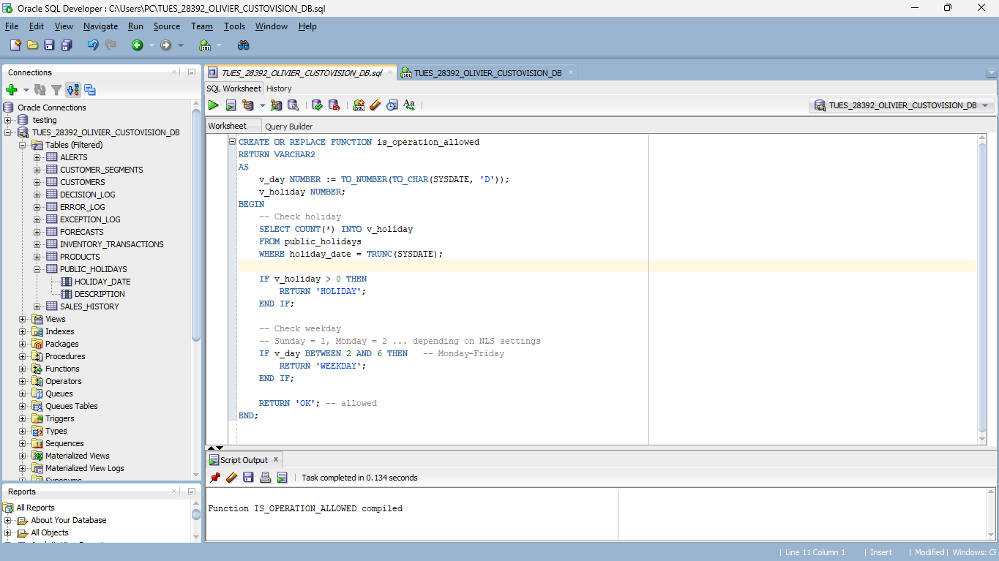 Oracle SQL Developer : C:\Users\PC\TUES_28392_OLIVIER_CUSTOVISION_DB.sql
File Edit View Navigate Run Source Team Tools Window Help
Connections
Oracle Connections
testing
TUES_28392_OLIVIER_CUSTOVISION_DB
Tables (Filtered)
ALERTS
CUSTOMER_SEGMENTS
CUSTOMERS
DECISION_LOG
ERROR_LOG
EXCEPTION_LOG
FORECASTS
INVENTORY_TRANSACTIONS
PRODUCTS
PUBLIC_HOLIDAYS
HOLIDAY_DATE
DESCRIPTION
SALES_HISTORY
Views
Indexes
Packages
Procedures
Functions
Operators
Queues
Queues Tables
Triggers
Types
Sequences
Materialized Views
Materialized View Logs
Reports
All Reports
About Your Database
All Objects
TUES_28392_OLIVIER_CUSTOVISION_DB.sql TUES_28392_OLIVIER_CUSTOVISION_DB
SQL Worksheet History
TUES_28392_OLIVIER_CUSTOVISION_DB
Worksheet Query Builder
CREATE OR REPLACE FUNCTION is_operation_allowed
RETURN VARCHAR2
AS
v_day NUMBER := TO_NUMBER(TO_CHAR(SYSDATE, 'D'));
v_holiday NUMBER;
BEGIN
-- Check holiday
SELECT COUNT(*) INTO v_holiday
FROM public_holidays
WHERE holiday_date = TRUNC(SYSDATE);
IF v_holiday > 0 THEN
RETURN 'HOLIDAY';
END IF;
-- Check weekday
-- Sunday = 1, Monday = 2 ... depending on NLS settings
IF v_day BETWEEN 2 AND 6 THEN -- Monday–Friday
RETURN 'WEEKDAY';
END IF;
RETURN 'OK'; -- allowed
END;
Script Output
Task completed in 0.134 seconds
Function IS_OPERATION_ALLOWED compiled
Line 11 Column 1 Insert Modified Windows: